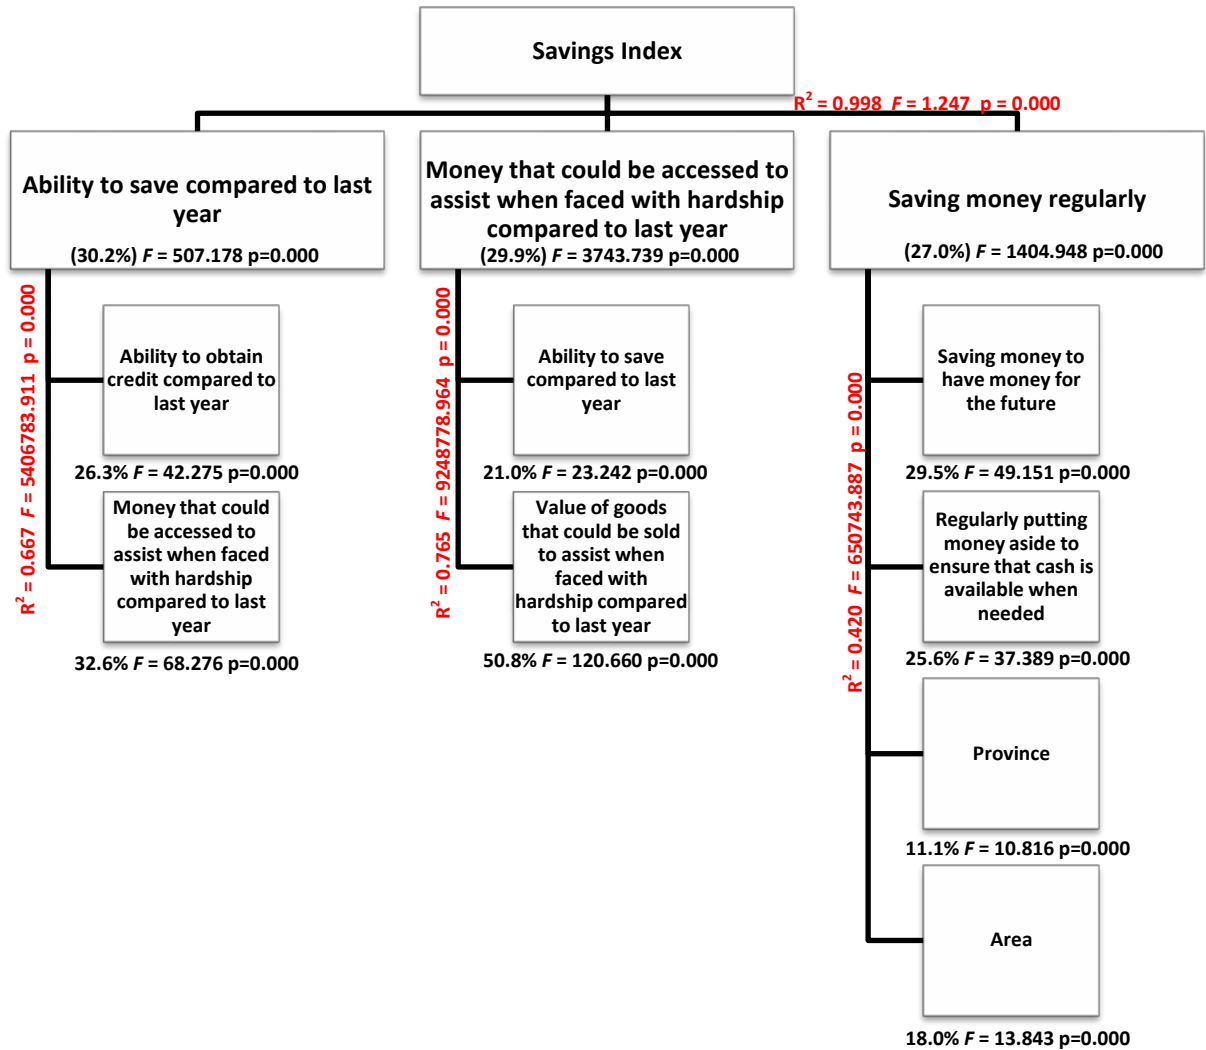 Savings Index
R² = 0.998 F = 1.247 p = 0.000
Ability to save compared to last
year
(30.2%) F = 507.178 p=0.000
R² = 0.667 F = 5406783.911 p = 0.000
Ability to obtain
credit compared to
last year
26.3% F = 42.275 p=0.000
Money that could
be accessed to
assist when faced
with hardship
compared to last
year
32.6% F = 68.276 p=0.000
Money that could be accessed to
assist when faced with hardship
compared to last year
(29.9%) F = 3743.739 p=0.000
R² = 0.765 F = 9248778.964 p = 0.000
Ability to save
compared to last
year
21.0% F = 23.242 p=0.000
Value of goods
that could be sold
to assist when
faced with
hardship compared
to last year
50.8% F = 120.660 p=0.000
Saving money regularly
(27.0%) F = 1404.948 p=0.000
R² = 0.420 F = 650743.887 p = 0.000
Saving money to
have money for
the future
29.5% F = 49.151 p=0.000
Regularly putting
money aside to
ensure that cash is
available when
needed
25.6% F = 37.389 p=0.000
Province
11.1% F = 10.816 p=0.000
Area
18.0% F = 13.843 p=0.000